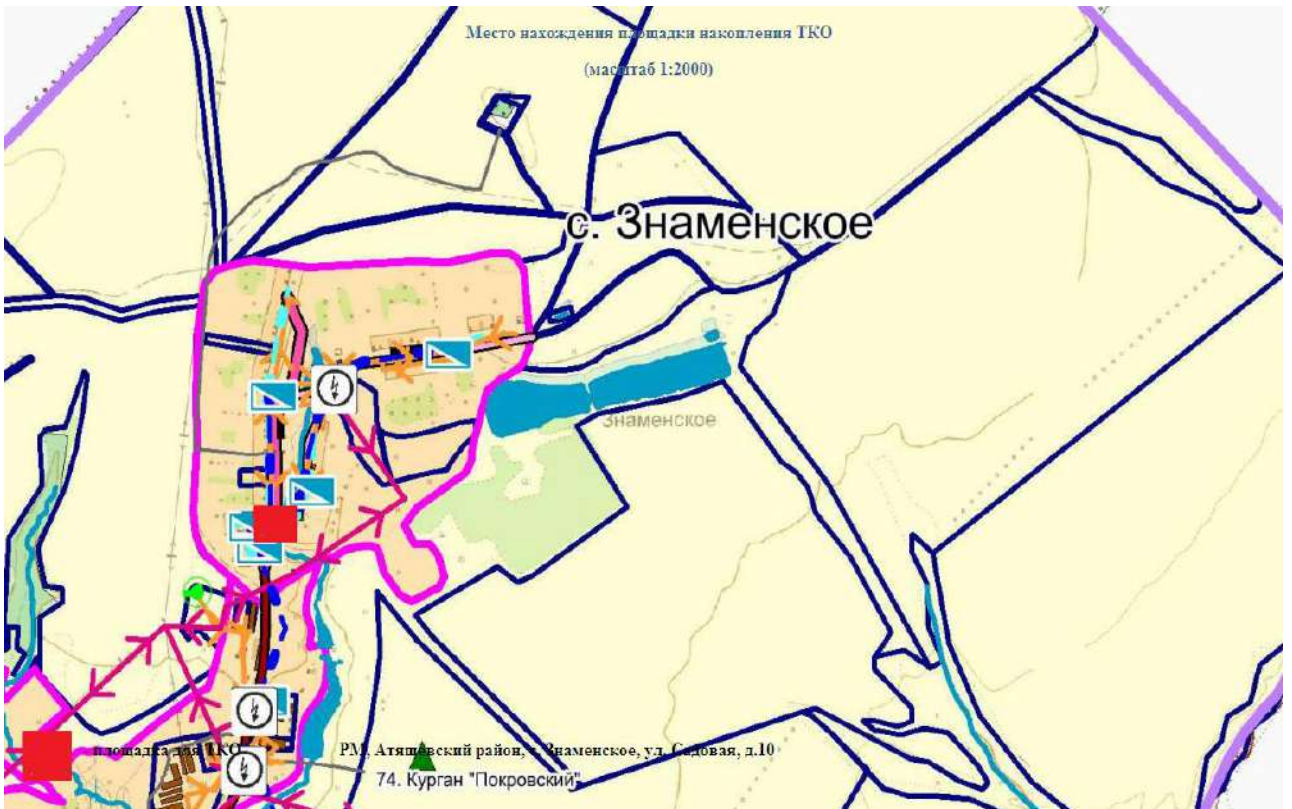 Место нахождения площадки накопления ТКО
(масштаб 1:2000)
с. Знаменское
Знаменское
площадка для ТКО
РМ, Атяшевский район, с. Знаменское, ул. Садовая, д.10
74. Курган "Покровский"